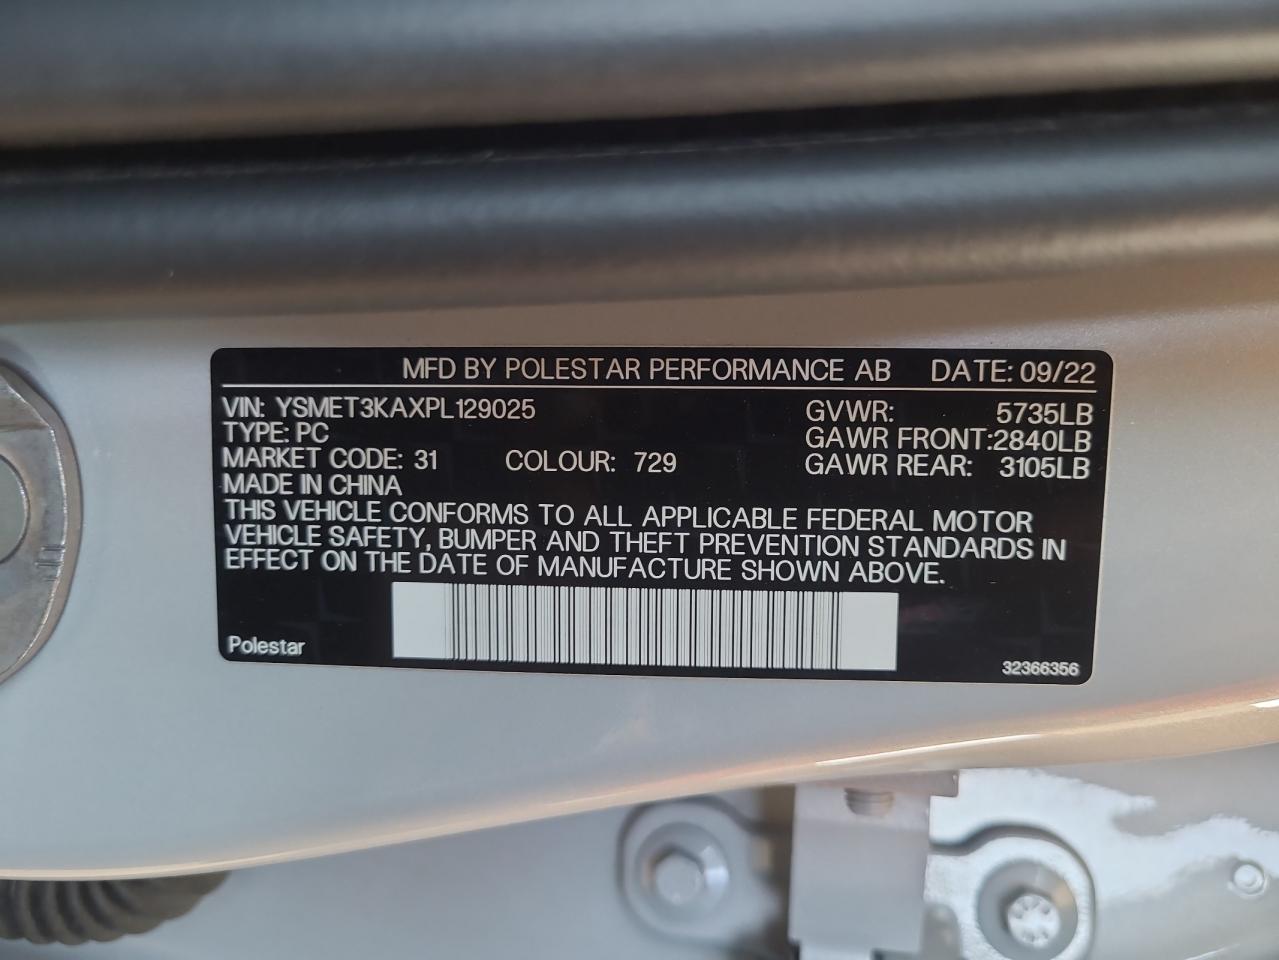 MFD BY POLESTAR PERFORMANCE AB DATE: 09/22
VIN: YSMET3KAXPL129025 GVWR: 5735LB
TYPE: PC GAWR FRONT:2840LB
MARKET CODE: 31 COLOUR: 729 GAWR REAR: 3105LB
MADE IN CHINA
THIS VEHICLE CONFORMS TO ALL APPLICABLE FEDERAL MOTOR
VEHICLE SAFETY, BUMPER AND THEFT PREVENTION STANDARDS IN
EFFECT ON THE DATE OF MANUFACTURE SHOWN ABOVE.
Polestar 32366356